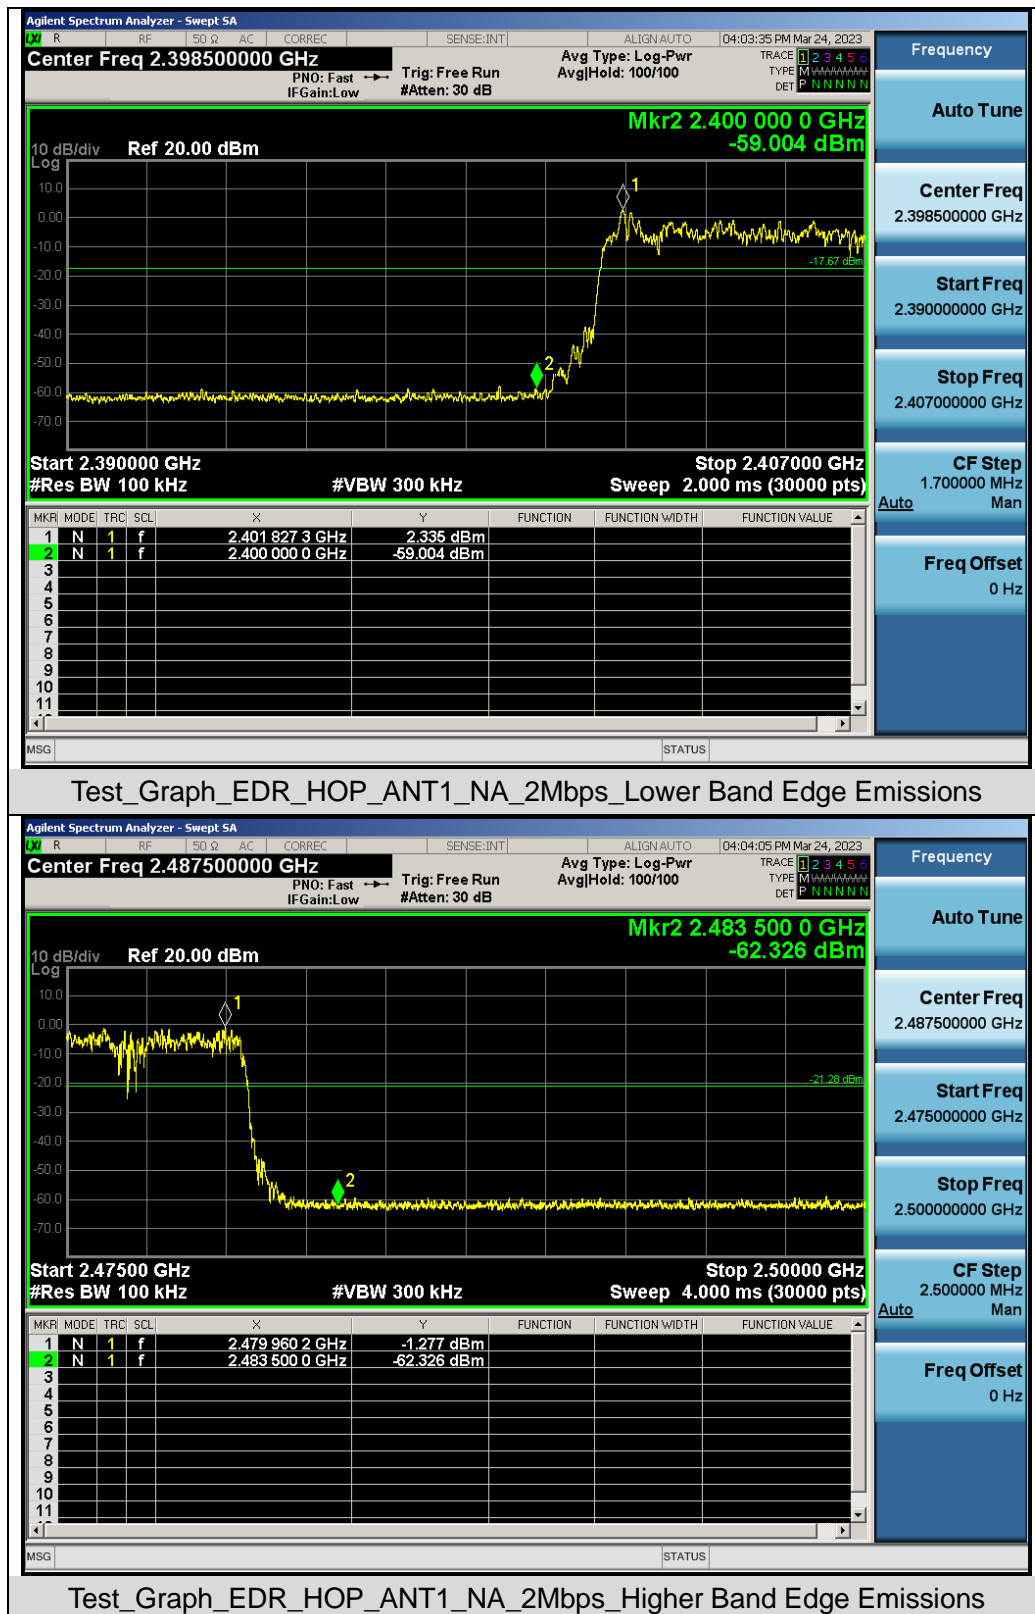 Agilent Spectrum Analyzer - Swept SA
LXI R RF 50 Ω AC CORREC SENSE:INT ALIGN AUTO 04:03:35 PM Mar 24, 2023
Center Freq 2.398500000 GHz
PNO: Fast
IFGain:Low
Trig: Free Run
#Atten: 30 dB
Avg Type: Log-Pwr
Avg|Hold: 100/100
TRACE 1 2 3 4 5 6
TYPE M
DET P N N N N N
Mkr2 2.400 000 0 GHz
-59.004 dBm
10 dB/div Ref 20.00 dBm
Log
10.0
0.00
-10.0
-20.0
-30.0
-40.0
-50.0
-60.0
-70.0
1
-17.67 dBm
2
Start 2.390000 GHz Stop 2.407000 GHz
#Res BW 100 kHz #VBW 300 kHz Sweep 2.000 ms (30000 pts)
MKR MODE TRC SCL X Y FUNCTION FUNCTION WIDTH FUNCTION VALUE
1 N 1 f 2.401 827 3 GHz 2.335 dBm
2 N 1 f 2.400 000 0 GHz -59.004 dBm
3
4
5
6
7
8
9
10
11
MSG STATUS
Frequency
Auto Tune
Center Freq
2.398500000 GHz
Start Freq
2.390000000 GHz
Stop Freq
2.407000000 GHz
CF Step
1.700000 MHz
Auto Man
Freq Offset
0 Hz
Test_Graph_EDR_HOP_ANT1_NA_2Mbps_Lower Band Edge Emissions
Agilent Spectrum Analyzer - Swept SA
LXI R RF 50 Ω AC CORREC SENSE:INT ALIGN AUTO 04:04:05 PM Mar 24, 2023
Center Freq 2.487500000 GHz
PNO: Fast
IFGain:Low
Trig: Free Run
#Atten: 30 dB
Avg Type: Log-Pwr
Avg|Hold: 100/100
TRACE 1 2 3 4 5 6
TYPE M
DET P N N N N N
Mkr2 2.483 500 0 GHz
-62.326 dBm
10 dB/div Ref 20.00 dBm
Log
10.0
0.00
-10.0
-20.0
-30.0
-40.0
-50.0
-60.0
-70.0
1
-21.28 dBm
2
Start 2.47500 GHz Stop 2.50000 GHz
#Res BW 100 kHz #VBW 300 kHz Sweep 4.000 ms (30000 pts)
MKR MODE TRC SCL X Y FUNCTION FUNCTION WIDTH FUNCTION VALUE
1 N 1 f 2.479 960 2 GHz -1.277 dBm
2 N 1 f 2.483 500 0 GHz -62.326 dBm
3
4
5
6
7
8
9
10
11
MSG STATUS
Frequency
Auto Tune
Center Freq
2.487500000 GHz
Start Freq
2.475000000 GHz
Stop Freq
2.500000000 GHz
CF Step
2.500000 MHz
Auto Man
Freq Offset
0 Hz
Test_Graph_EDR_HOP_ANT1_NA_2Mbps_Higher Band Edge Emissions